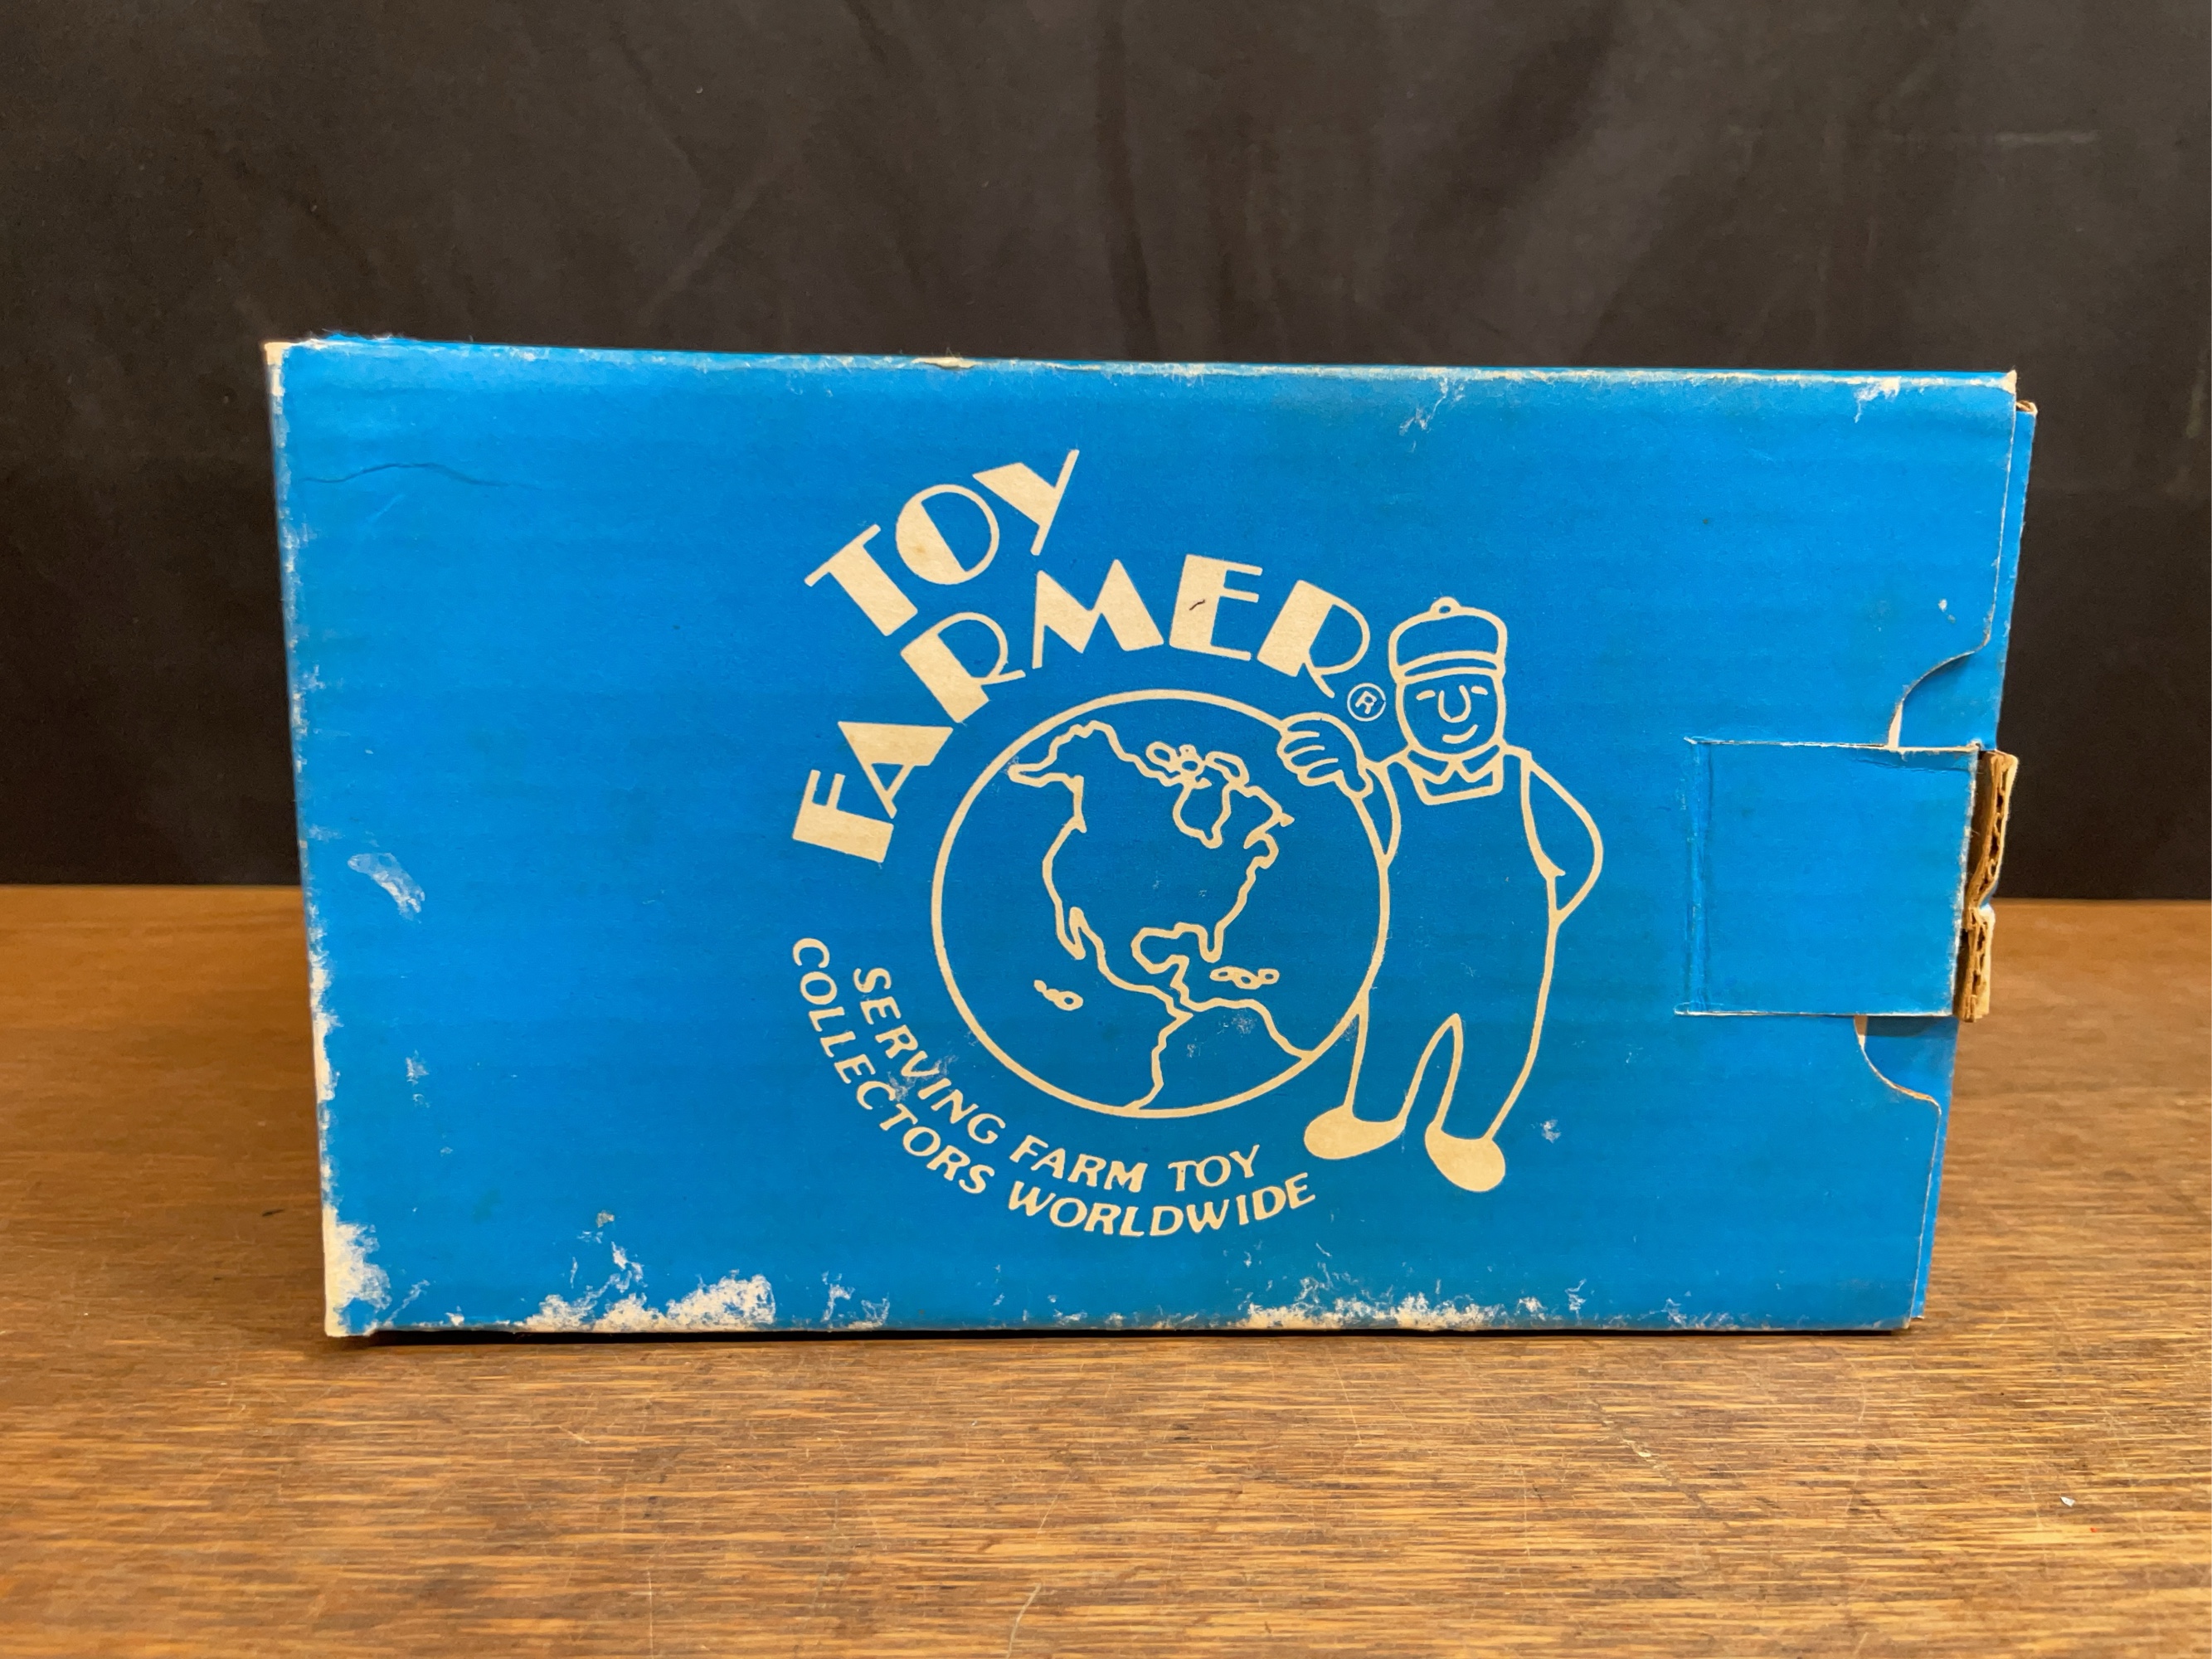 TOY
FARMER®
SERVING FARM TOY
COLLECTORS WORLDWIDE